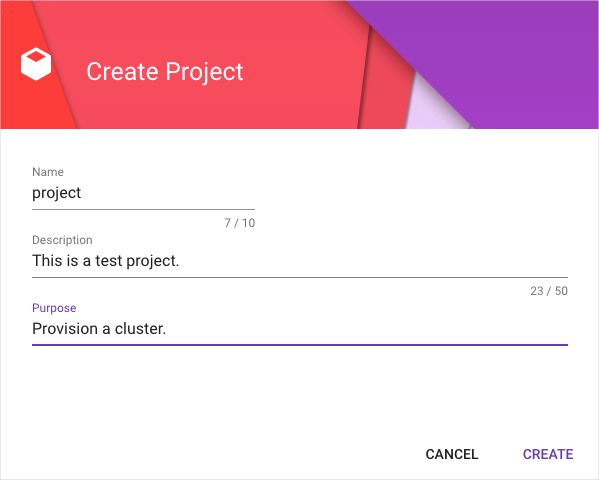 Create Project
Name
project
7 / 10
Description
This is a test project.
23 / 50
Purpose
Provision a cluster.
CANCEL CREATE